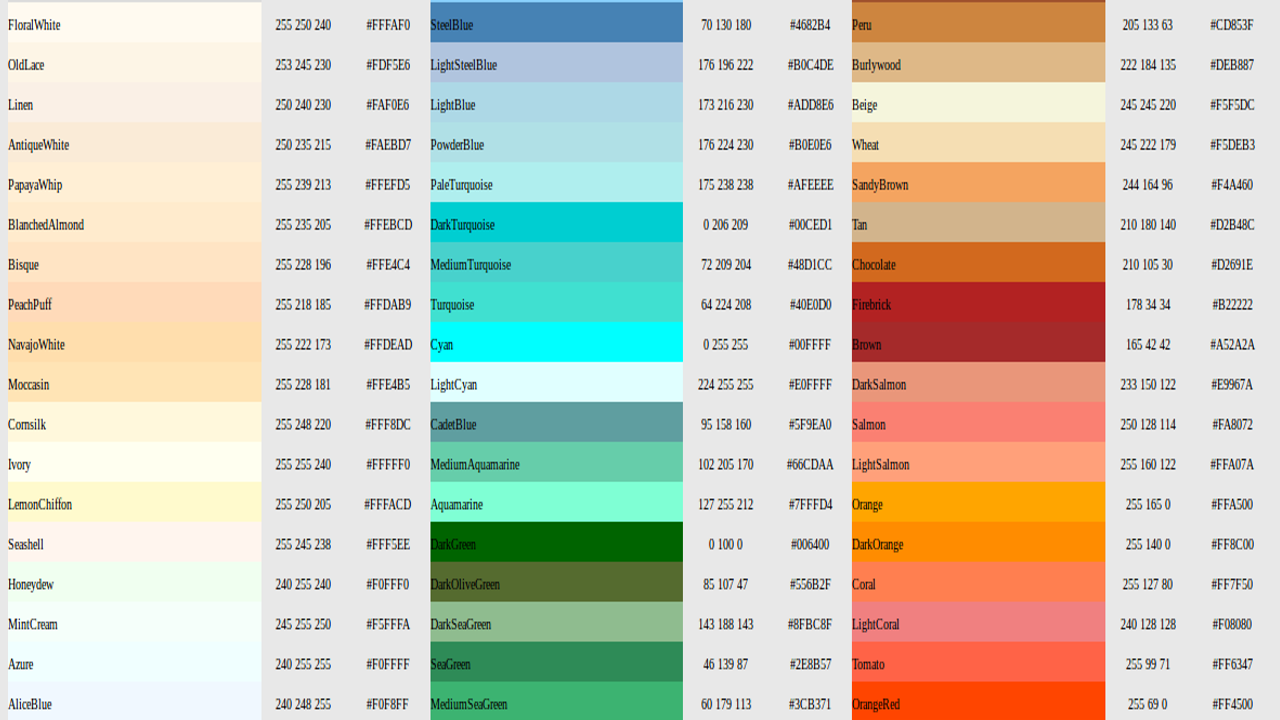 FloralWhite 255 250 240 #FFFAF0 SteelBlue 70 130 180 #4682B4 Peru 205 133 63 #CD853F
OldLace 253 245 230 #FDF5E6 LightSteelBlue 176 196 222 #B0C4DE Burlywood 222 184 135 #DEB887
Linen 250 240 230 #FAF0E6 LightBlue 173 216 230 #ADD8E6 Beige 245 245 220 #F5F5DC
AntiqueWhite 250 235 215 #FAEBD7 PowderBlue 176 224 230 #B0E0E6 Wheat 245 222 179 #F5DEB3
PapayaWhip 255 239 213 #FFEFD5 PaleTurquoise 175 238 238 #AFEEEE SandyBrown 244 164 96 #F4A460
BlanchedAlmond 255 235 205 #FFEBCD DarkTurquoise 0 206 209 #00CED1 Tan 210 180 140 #D2B48C
Bisque 255 228 196 #FFE4C4 MediumTurquoise 72 209 204 #48D1CC Chocolate 210 105 30 #D2691E
PeachPuff 255 218 185 #FFDAB9 Turquoise 64 224 208 #40E0D0 Firebrick 178 34 34 #B22222
NavajoWhite 255 222 173 #FFDEAD Cyan 0 255 255 #00FFFF Brown 165 42 42 #A52A2A
Moccasin 255 228 181 #FFE4B5 LightCyan 224 255 255 #E0FFFF DarkSalmon 233 150 122 #E9967A
Cornsilk 255 248 220 #FFF8DC CadetBlue 95 158 160 #5F9EA0 Salmon 250 128 114 #FA8072
Ivory 255 255 240 #FFFFF0 MediumAquamarine 102 205 170 #66CDAA LightSalmon 255 160 122 #FFA07A
LemonChiffon 255 250 205 #FFFACD Aquamarine 127 255 212 #7FFFD4 Orange 255 165 0 #FFA500
Seashell 255 245 238 #FFF5EE DarkGreen 0 100 0 #006400 DarkOrange 255 140 0 #FF8C00
Honeydew 240 255 240 #F0FFF0 DarkOliveGreen 85 107 47 #556B2F Coral 255 127 80 #FF7F50
MintCream 245 255 250 #F5FFFA DarkSeaGreen 143 188 143 #8FBC8F LightCoral 240 128 128 #F08080
Azure 240 255 255 #F0FFFF SeaGreen 46 139 87 #2E8B57 Tomato 255 99 71 #FF6347
AliceBlue 240 248 255 #F0F8FF MediumSeaGreen 60 179 113 #3CB371 OrangeRed 255 69 0 #FF4500